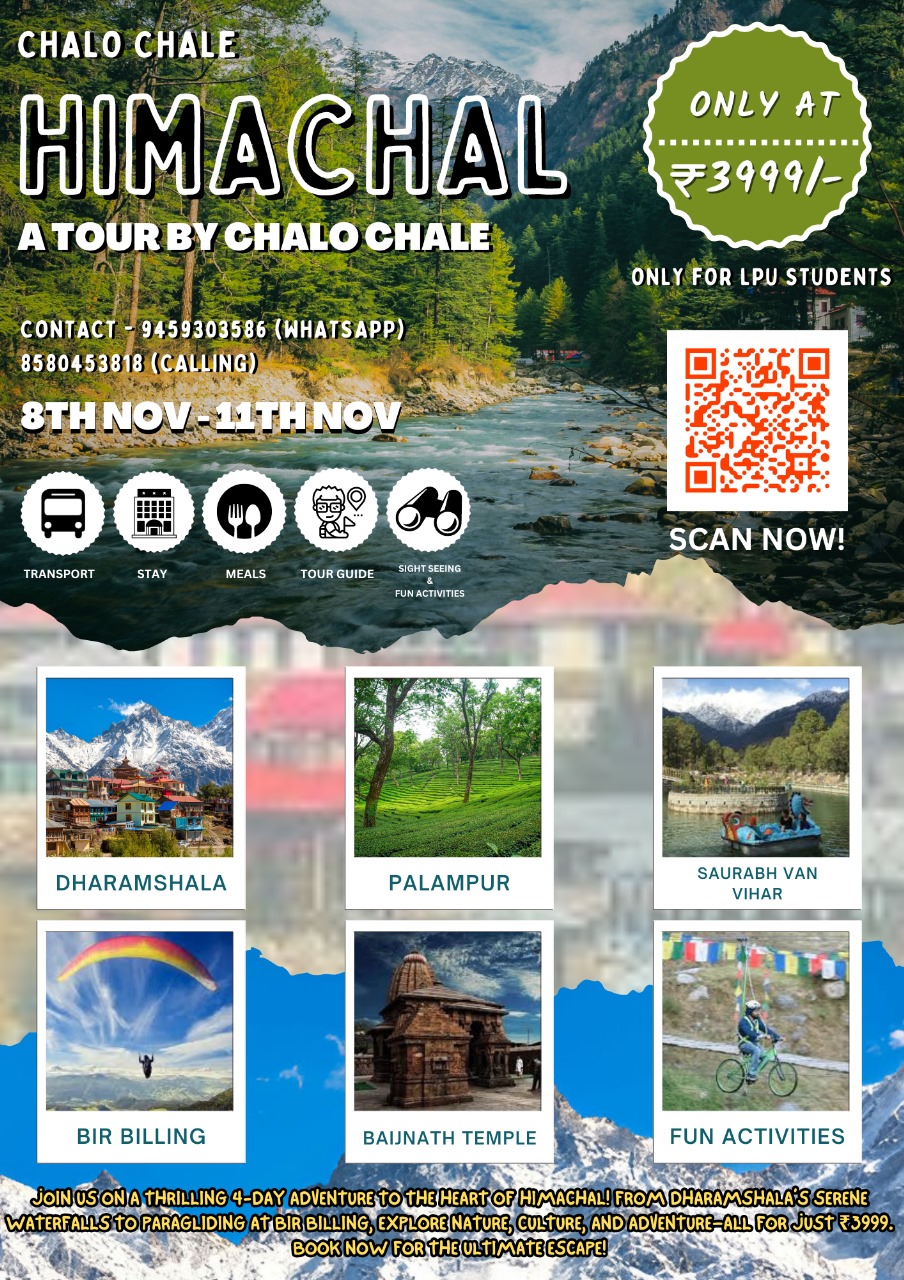 CHALO CHALE
HIMACHAL
A TOUR BY CHALO CHALE
ONLY AT
₹3999/-
ONLY FOR LPU STUDENTS
CONTACT - 9459303586 (WHATSAPP)
8580453818 (CALLING)
8TH NOV - 11TH NOV
SCAN NOW!
TRANSPORT
STAY
MEALS
TOUR GUIDE
SIGHT SEEING
&
FUN ACTIVITIES
DHARAMSHALA
PALAMPUR
SAURABH VAN
VIHAR
BIR BILLING
BAIJNATH TEMPLE
FUN ACTIVITIES
JOIN US ON A THRILLING 4-DAY ADVENTURE TO THE HEART OF HIMACHAL! FROM DHARAMSHALA'S SERENE
WATERFALLS TO PARAGLIDING AT BIR BILLING, EXPLORE NATURE, CULTURE, AND ADVENTURE—ALL FOR JUST ₹3999.
BOOK NOW FOR THE ULTIMATE ESCAPE!